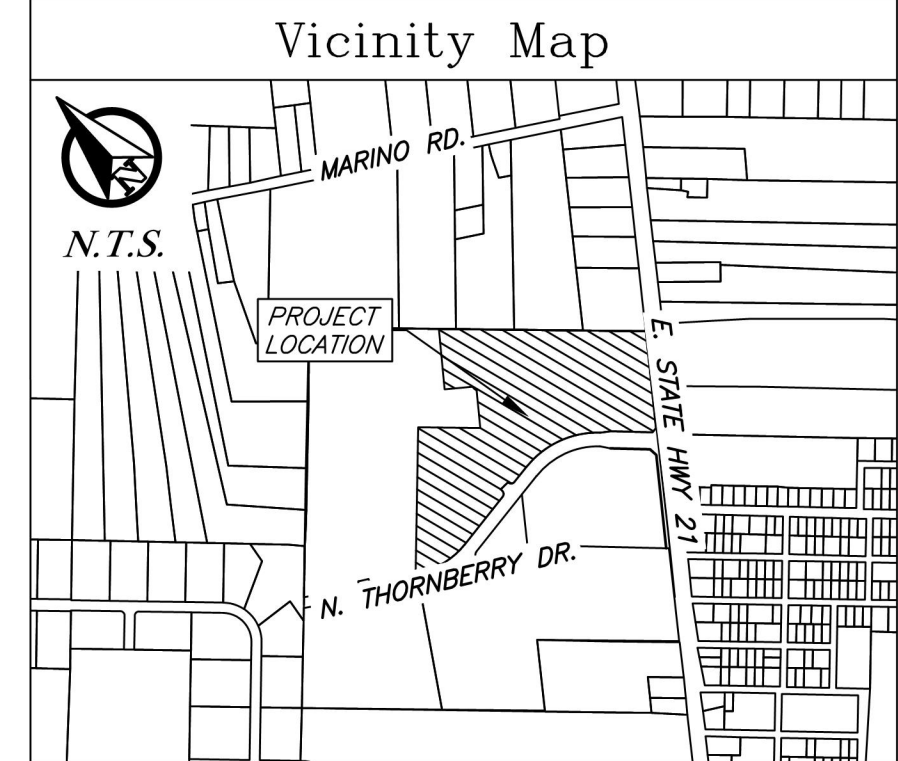 Vicinity Map
N
N.T.S.
MARINO RD.
PROJECT
LOCATION
E. STATE HWY 21
N. THORNBERRY DR.